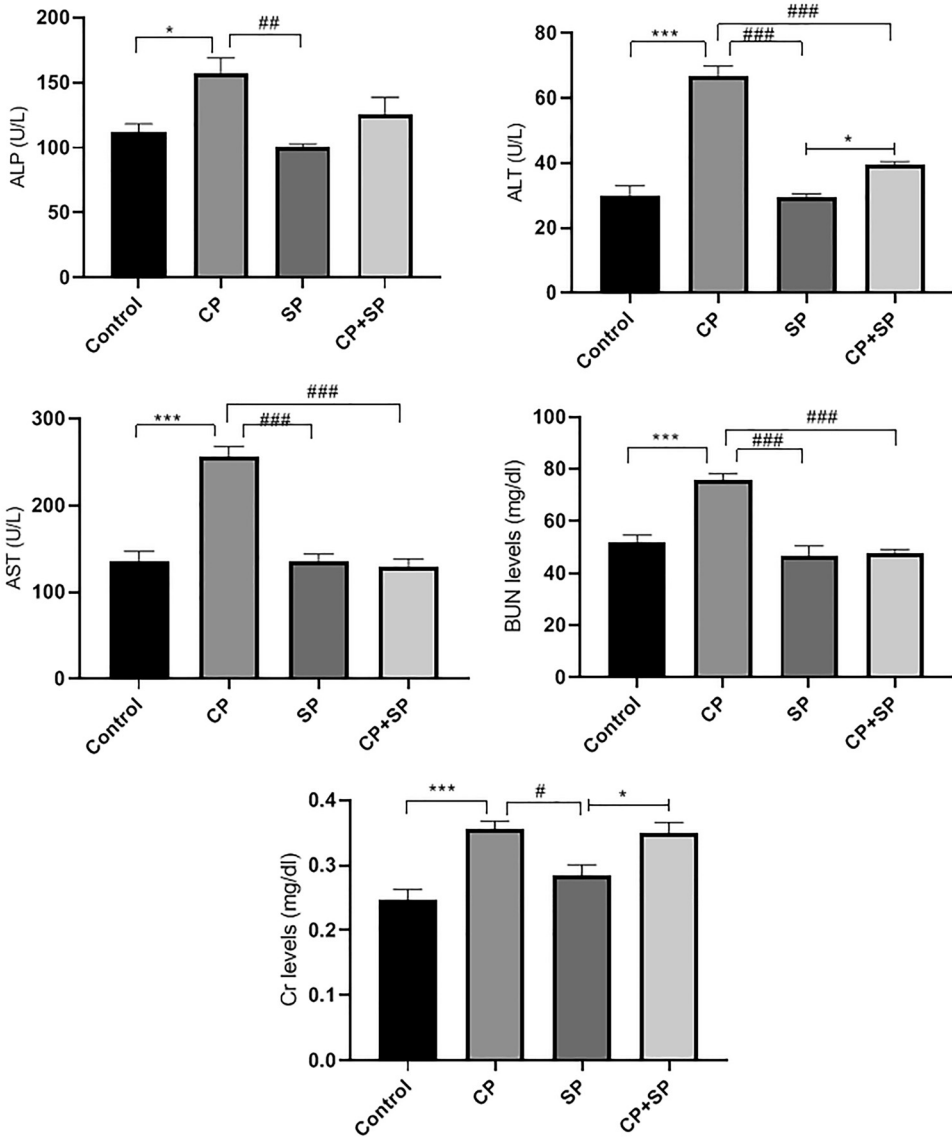 ALP (U/L)
200
150
100
50
0
*
##
Control
CP
SP
CP+SP
ALT (U/L)
80
60
40
20
0
***
###
###
*
Control
CP
SP
CP+SP
AST (U/L)
300
200
100
0
***
###
###
Control
CP
SP
CP+SP
BUN levels (mg/dl)
100
80
60
40
20
0
***
###
###
Control
CP
SP
CP+SP
Cr levels (mg/dl)
0.4
0.3
0.2
0.1
0.0
***
#
*
Control
CP
SP
CP+SP